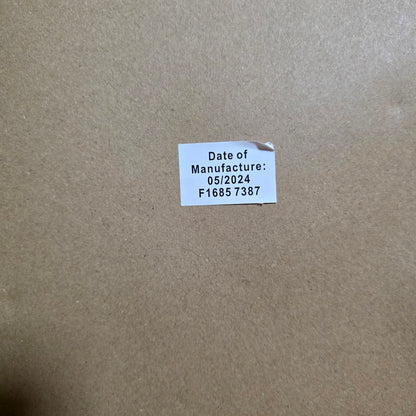 Date of
Manufacture:
05/2024
F1685 7387